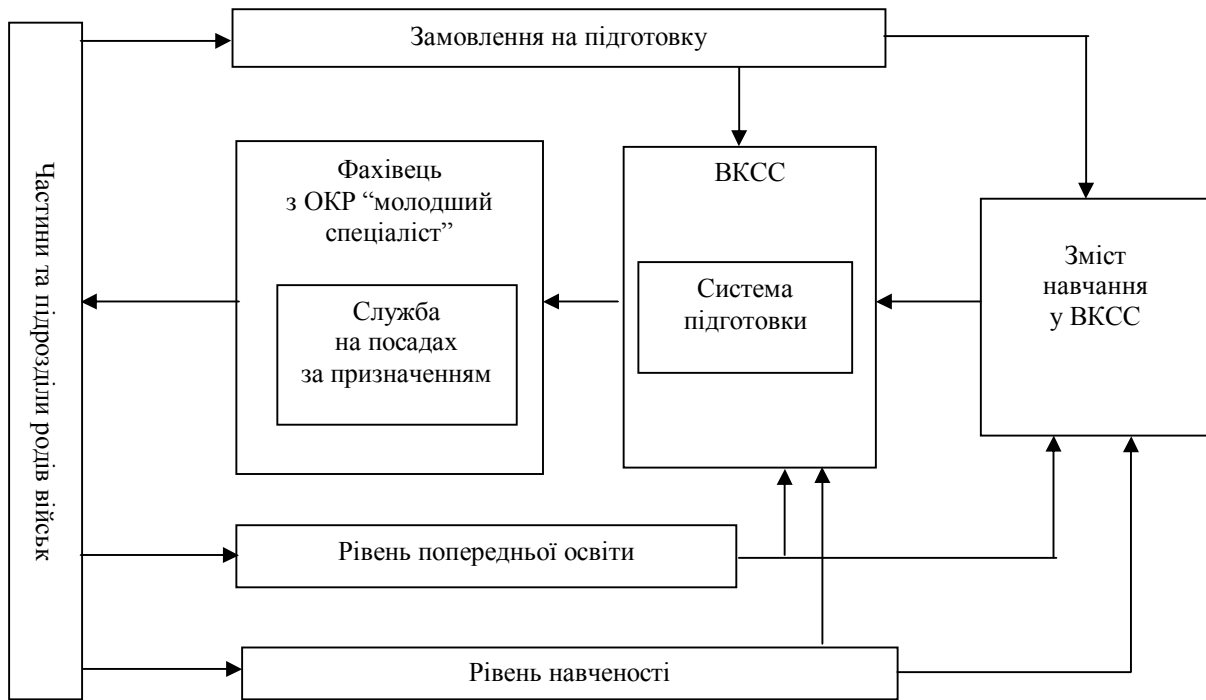 Замовлення на підготовку
Частини та підрозділи родів військ
Фахівець
з ОКР “молодший
спеціаліст”
Служба
на посадах
за призначенням
ВКСС
Система
підготовки
Зміст
навчання
у ВКСС
Рівень попередньої освіти
Рівень навченості